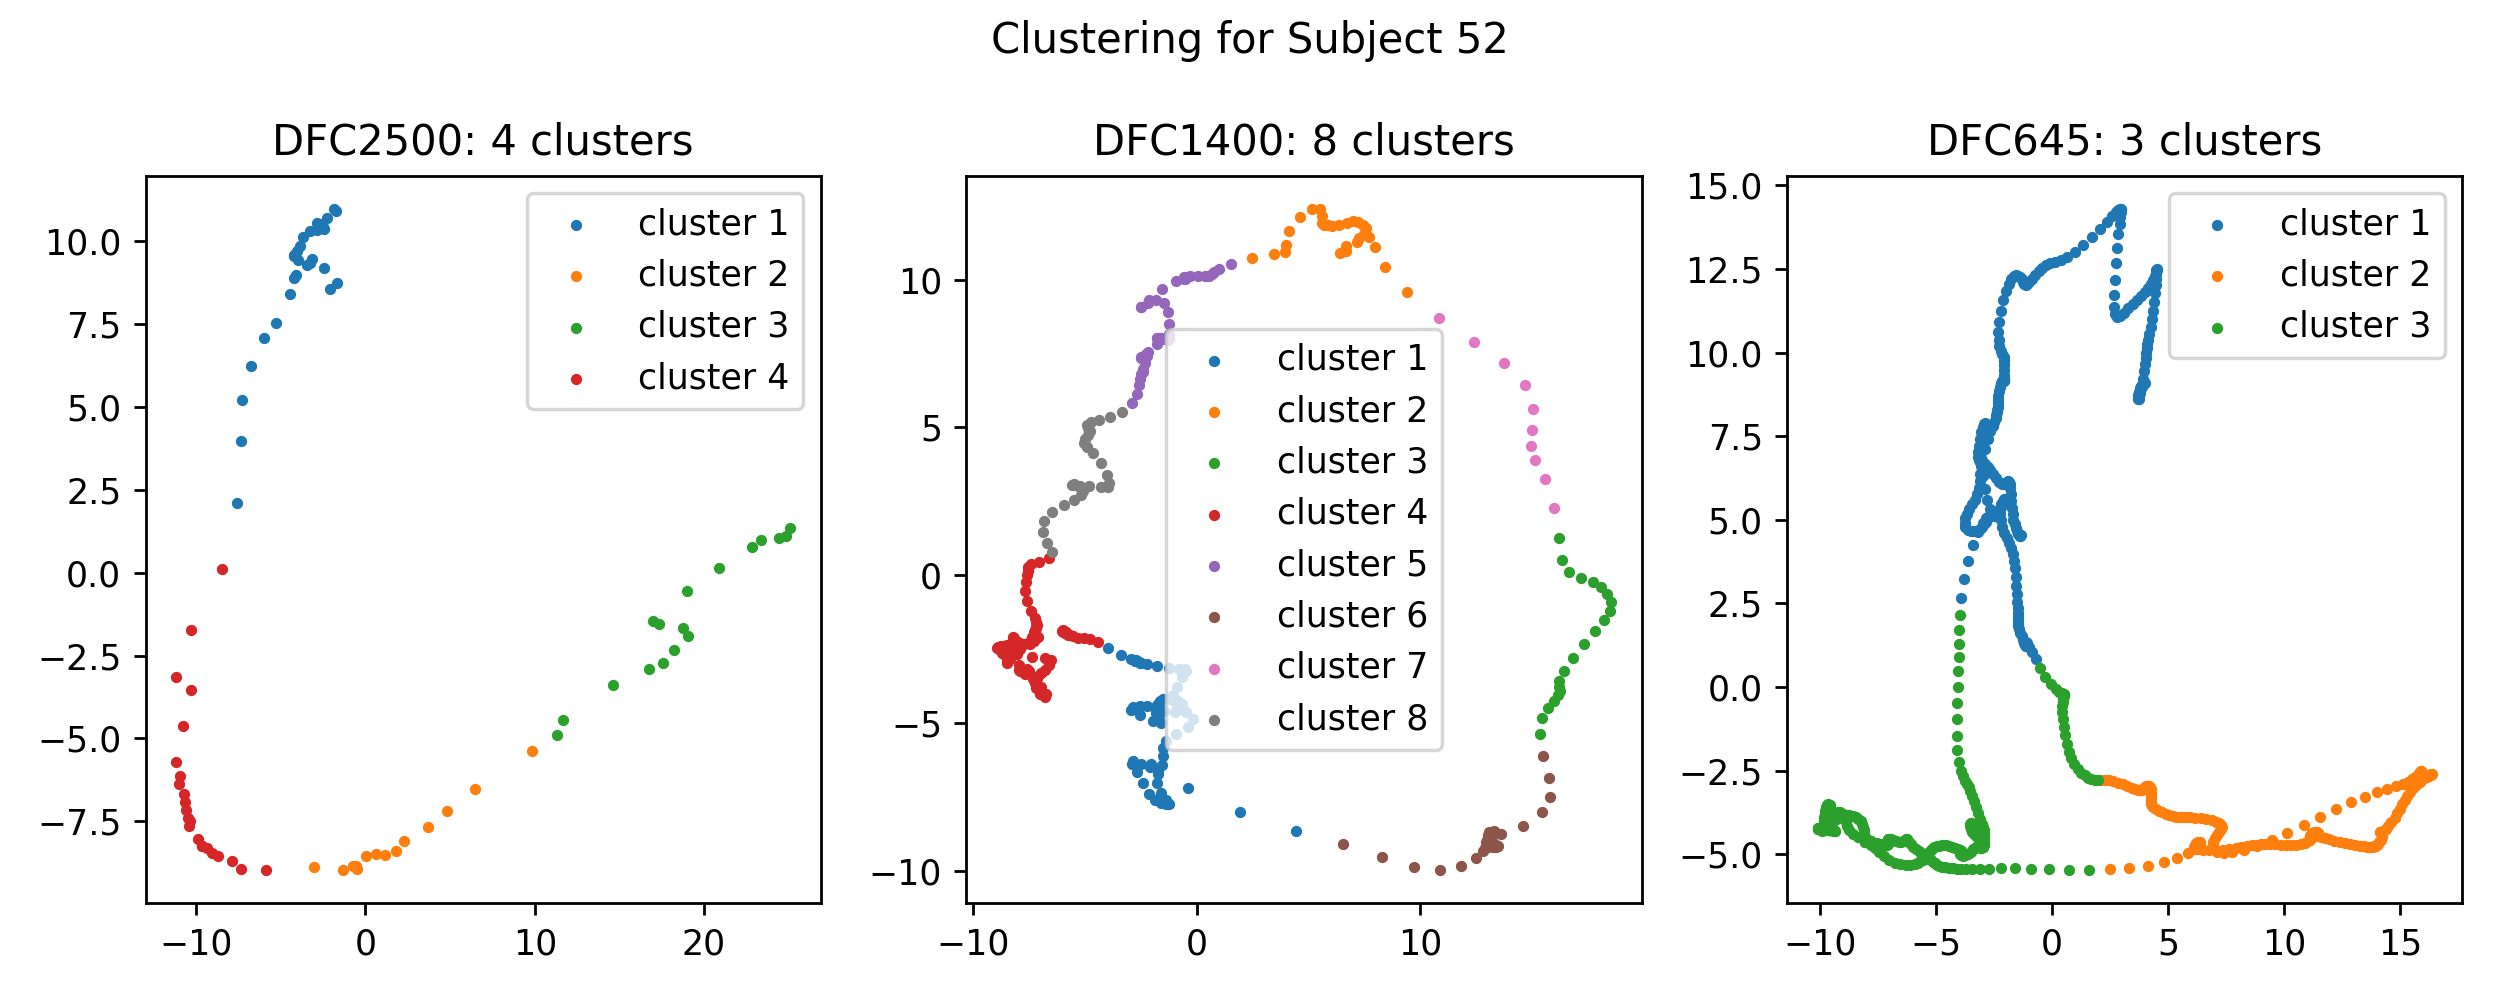 Clustering for Subject 52
DFC2500: 4 clusters
10.0
7.5
5.0
2.5
0.0
−2.5
−5.0
−7.5
−10
0
10
20
cluster 1
cluster 2
cluster 3
cluster 4
DFC1400: 8 clusters
10
5
0
−5
−10
−10
0
10
cluster 1
cluster 2
cluster 3
cluster 4
cluster 5
cluster 6
cluster 7
cluster 8
DFC645: 3 clusters
15.0
12.5
10.0
7.5
5.0
2.5
0.0
−2.5
−5.0
−10
−5
0
5
10
15
cluster 1
cluster 2
cluster 3